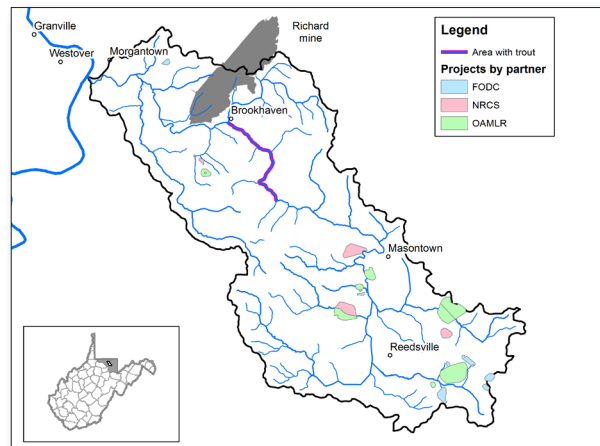 Granville
Westover
Morgantown
Richard
mine
Brookhaven
Masontown
Reedsville
Legend
Area with trout
Projects by partner
FODC
NRCS
OAMLR